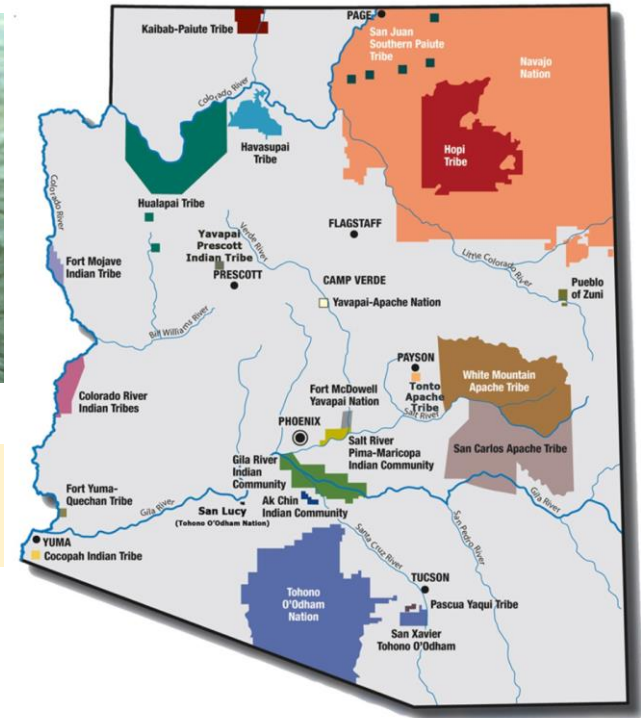 Kaibab-Paiute Tribe
PAGE
San Juan
Southern Paiute
Tribe
Navajo
Nation
Colorado River
Havasupai
Tribe
Hopi
Tribe
Hualapai Tribe
Colorado River
Fort Mojave
Indian Tribe
Yavapai
Prescott
Indian Tribe
PRESCOTT
Verde River
FLAGSTAFF
Little Colorado River
CAMP VERDE
Yavapai-Apache Nation
Pueblo
of Zuni
Bill Williams River
Colorado River
Indian Tribes
PAYSON
Tonto
Apache
Tribe
White Mountain
Apache Tribe
Fort McDowell
Yavapai Nation
Salt River
PHOENIX
Salt River
Pima-Maricopa
Indian Community
San Carlos Apache Tribe
Gila River
Indian
Community
Ak Chin
Indian Community
Gila River
Fort Yuma-
Quechan Tribe
Gila River
San Lucy
(Tohono O'Odham Nation)
YUMA
Cocopah Indian Tribe
Santa Cruz River
San Pedro River
Tohono
O'Odham
Nation
TUCSON
Pascua Yaqui Tribe
San Xavier
Tohono O'Odham